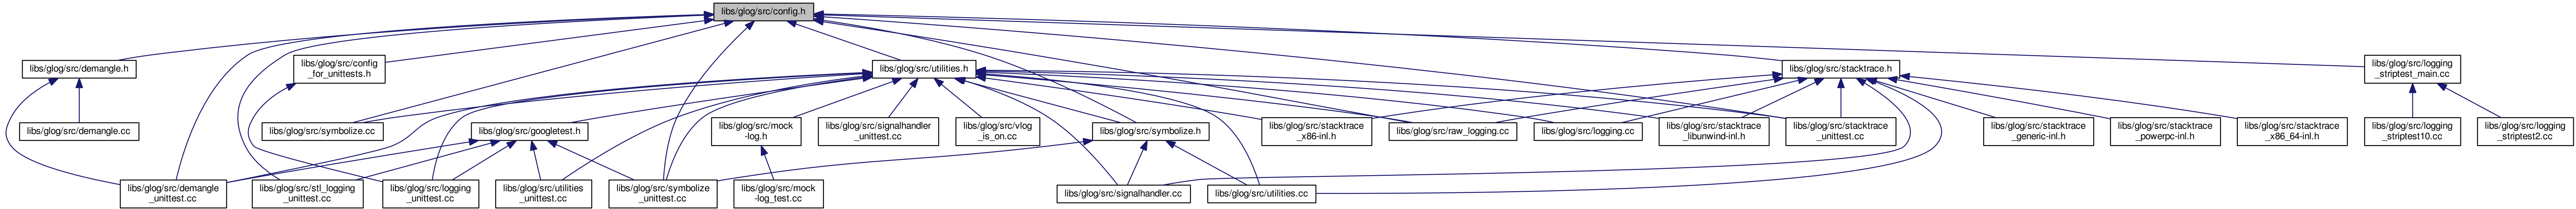 libs/glog/src/config.h
libs/glog/src/demangle.h
libs/glog/src/config
_for_unittests.h
libs/glog/src/utilities.h
libs/glog/src/stacktrace.h
libs/glog/src/logging
_striptest_main.cc
libs/glog/src/demangle.cc
libs/glog/src/symbolize.cc
libs/glog/src/googletest.h
libs/glog/src/mock
-log.h
libs/glog/src/signalhandler
_unittest.cc
libs/glog/src/vlog
_is_on.cc
libs/glog/src/symbolize.h
libs/glog/src/stacktrace
_x86-inl.h
libs/glog/src/raw_logging.cc
libs/glog/src/logging.cc
libs/glog/src/stacktrace
_libunwind-inl.h
libs/glog/src/stacktrace
_unittest.cc
libs/glog/src/stacktrace
_generic-inl.h
libs/glog/src/stacktrace
_powerpc-inl.h
libs/glog/src/stacktrace
_x86_64-inl.h
libs/glog/src/logging
_striptest10.cc
libs/glog/src/logging
_striptest2.cc
libs/glog/src/demangle
_unittest.cc
libs/glog/src/stl_logging
_unittest.cc
libs/glog/src/logging
_unittest.cc
libs/glog/src/utilities
_unittest.cc
libs/glog/src/symbolize
_unittest.cc
libs/glog/src/mock
-log_test.cc
libs/glog/src/signalhandler.cc
libs/glog/src/utilities.cc